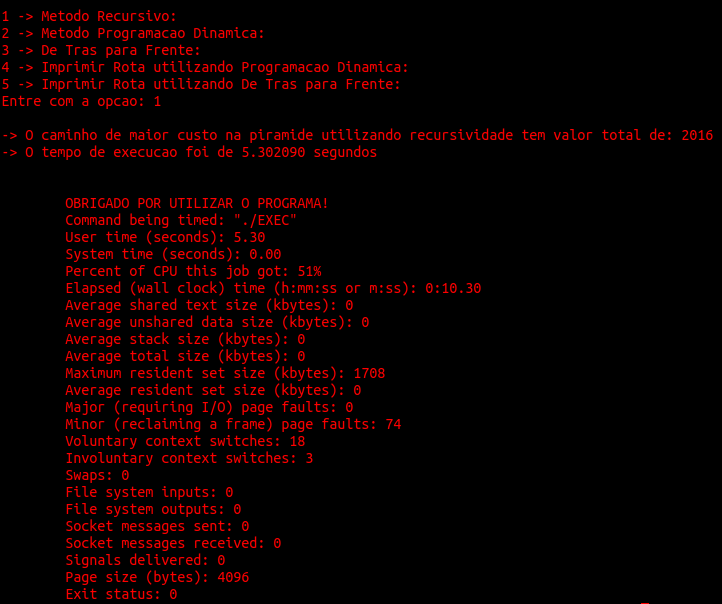 1 -> Metodo Recursivo:
2 -> Metodo Programacao Dinamica:
3 -> De Tras para Frente:
4 -> Imprimir Rota utilizando Programacao Dinamica:
5 -> Imprimir Rota utilizando De Tras para Frente:
Entre com a opcao: 1
-> O caminho de maior custo na piramide utilizando recursividade tem valor total de: 2016
-> O tempo de execucao foi de 5.302090 segundos
OBRIGADO POR UTILIZAR O PROGRAMA!
Command being timed: "./EXEC"
User time (seconds): 5.30
System time (seconds): 0.00
Percent of CPU this job got: 51%
Elapsed (wall clock) time (h:mm:ss or m:ss): 0:10.30
Average shared text size (kbytes): 0
Average unshared data size (kbytes): 0
Average stack size (kbytes): 0
Average total size (kbytes): 0
Maximum resident set size (kbytes): 1708
Average resident set size (kbytes): 0
Major (requiring I/O) page faults: 0
Minor (reclaiming a frame) page faults: 74
Voluntary context switches: 18
Involuntary context switches: 3
Swaps: 0
File system inputs: 0
File system outputs: 0
Socket messages sent: 0
Socket messages received: 0
Signals delivered: 0
Page size (bytes): 4096
Exit status: 0